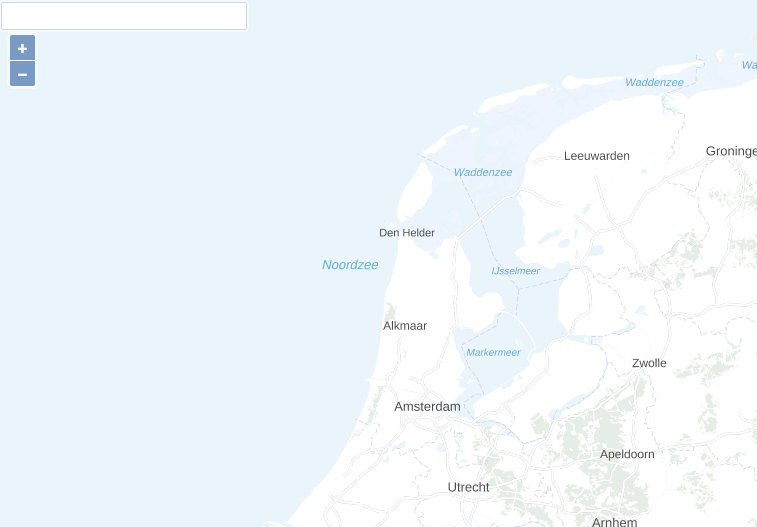 +
−
Waddenzee
Wa
Groninge
Leeuwarden
Waddenzee
Den Helder
Noordzee
IJsselmeer
Alkmaar
Markermeer
Zwolle
Amsterdam
Apeldoorn
Utrecht
Arnhem